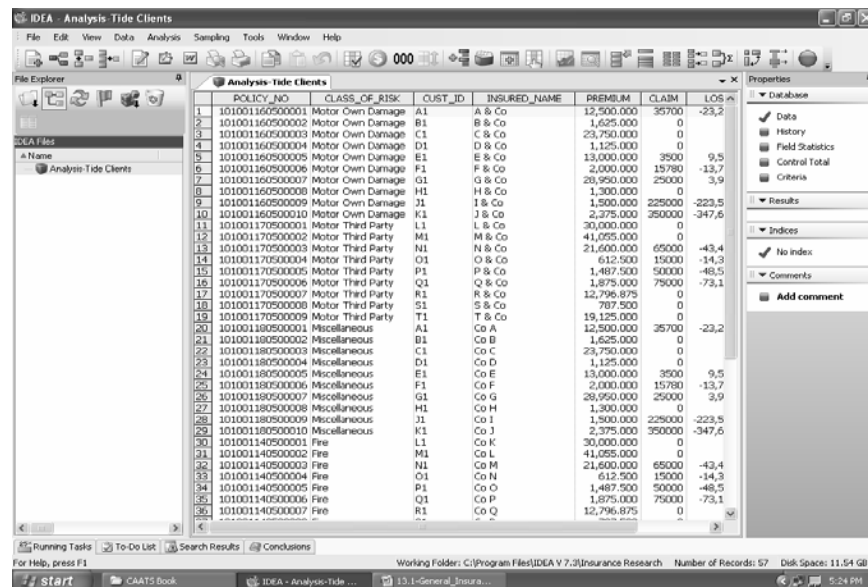 IDEA - Analysis-Tide Clients
File Edit View Data Analysis Sampling Tools Window Help
000
File Explorer
IDEA Files
Name
Analysis-Tide Clients
Analysis-Tide Clients
POLICY_NO CLASS_OF_RISK CUST_ID INSURED_NAME PREMIUM CLAIM LOS
1 101001160500001 Motor Own Damage A1 A & Co 12,500.000 35700 -23,2
2 101001160500002 Motor Own Damage B1 B & Co 1,625.000 0
3 101001160500003 Motor Own Damage C1 C & Co 23,750.000 0
4 101001160500004 Motor Own Damage D1 D & Co 1,125.000 0
5 101001160500005 Motor Own Damage E1 E & Co 13,000.000 3500 9,5
6 101001160500006 Motor Own Damage F1 F & Co 2,000.000 15780 -13,7
7 101001160500007 Motor Own Damage G1 G & Co 28,950.000 25000 3,9
8 101001160500008 Motor Own Damage H1 H & Co 1,300.000 0
9 101001160500009 Motor Own Damage J1 I & Co 1,500.000 225000 -223,5
10 101001160500010 Motor Own Damage K1 J & Co 2,375.000 350000 -347,6
11 101001170500001 Motor Third Party L1 L & Co 30,000.000 0
12 101001170500002 Motor Third Party M1 M & Co 41,055.000 0
13 101001170500003 Motor Third Party N1 N & Co 21,600.000 65000 -43,4
14 101001170500004 Motor Third Party O1 O & Co 612.500 15000 -14,3
15 101001170500005 Motor Third Party P1 P & Co 1,487.500 50000 -48,5
16 101001170500006 Motor Third Party Q1 Q & Co 1,875.000 75000 -73,1
17 101001170500007 Motor Third Party R1 R & Co 12,796.875 0
18 101001170500008 Motor Third Party S1 S & Co 787.500 0
19 101001170500009 Motor Third Party T1 T & Co 19,125.000 0
20 101001180500001 Miscellaneous A1 Co A 12,500.000 35700 -23,2
21 101001180500002 Miscellaneous B1 Co B 1,625.000 0
22 101001180500003 Miscellaneous C1 Co C 23,750.000 0
23 101001180500004 Miscellaneous D1 Co D 1,125.000 0
24 101001180500005 Miscellaneous E1 Co E 13,000.000 3500 9,5
25 101001180500006 Miscellaneous F1 Co F 2,000.000 15780 -13,7
26 101001180500007 Miscellaneous G1 Co G 28,950.000 25000 3,9
27 101001180500008 Miscellaneous H1 Co H 1,300.000 0
28 101001180500009 Miscellaneous J1 Co I 1,500.000 225000 -223,5
29 101001180500010 Miscellaneous K1 Co J 2,375.000 350000 -347,6
30 101001140500001 Fire L1 Co K 30,000.000 0
31 101001140500002 Fire M1 Co L 41,055.000 0
32 101001140500003 Fire N1 Co M 21,600.000 65000 -43,4
33 101001140500004 Fire O1 Co N 612.500 15000 -14,3
34 101001140500005 Fire P1 Co O 1,487.500 50000 -48,5
35 101001140500006 Fire Q1 Co P 1,875.000 75000 -73,1
36 101001140500007 Fire R1 Co Q 12,796.875 0
Properties
Database
Data
History
Field Statistics
Control Total
Criteria
Results
Indices
No index
Comments
Add comment
Running Tasks To-Do List Search Results Conclusions
For Help, press F1 Working Folder: C:\Program Files\IDEA V 7.3\Insurance Research Number of Records: 57 Disk Space: 11.54 GB
start CAATS Book IDEA - Analysis-Tide ... 13.1-General_Insura... 5:24 PM